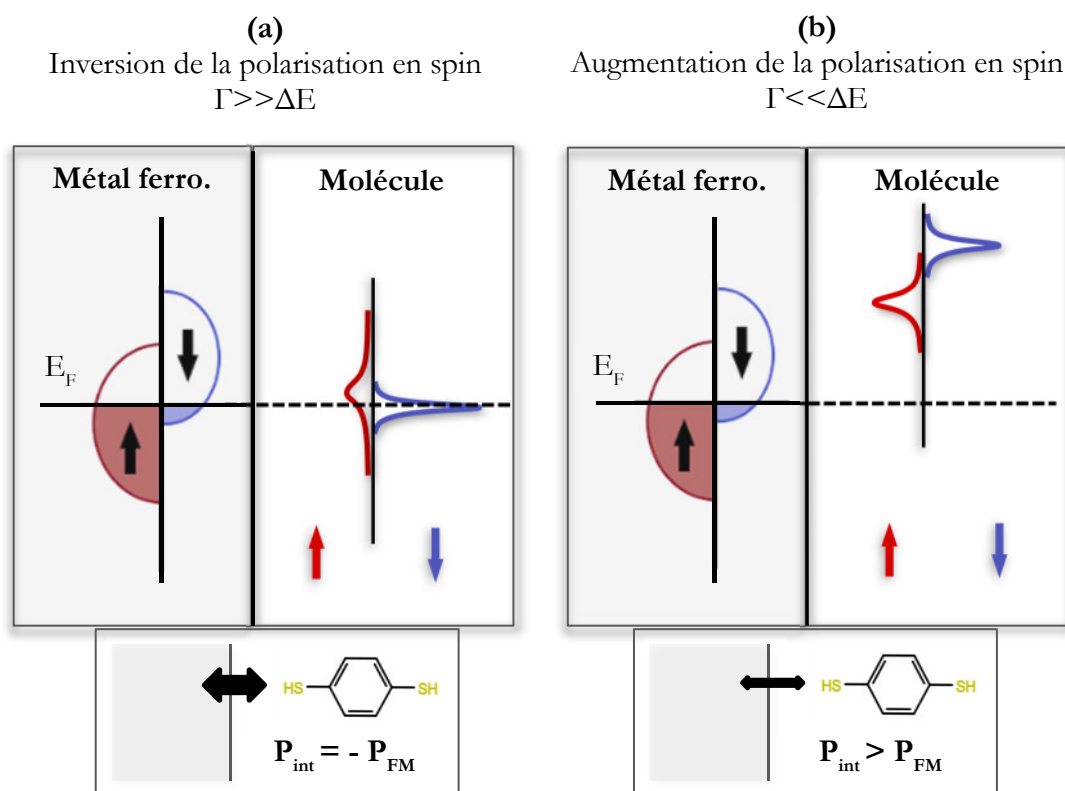 (a)
Inversion de la polarisation en spin
Γ>>ΔE
Métal ferro.
Molécule
E_F
HS
SH
P_int = - P_FM
(b)
Augmentation de la polarisation en spin
Γ<<ΔE
Métal ferro.
Molécule
E_F
HS
SH
P_int > P_FM